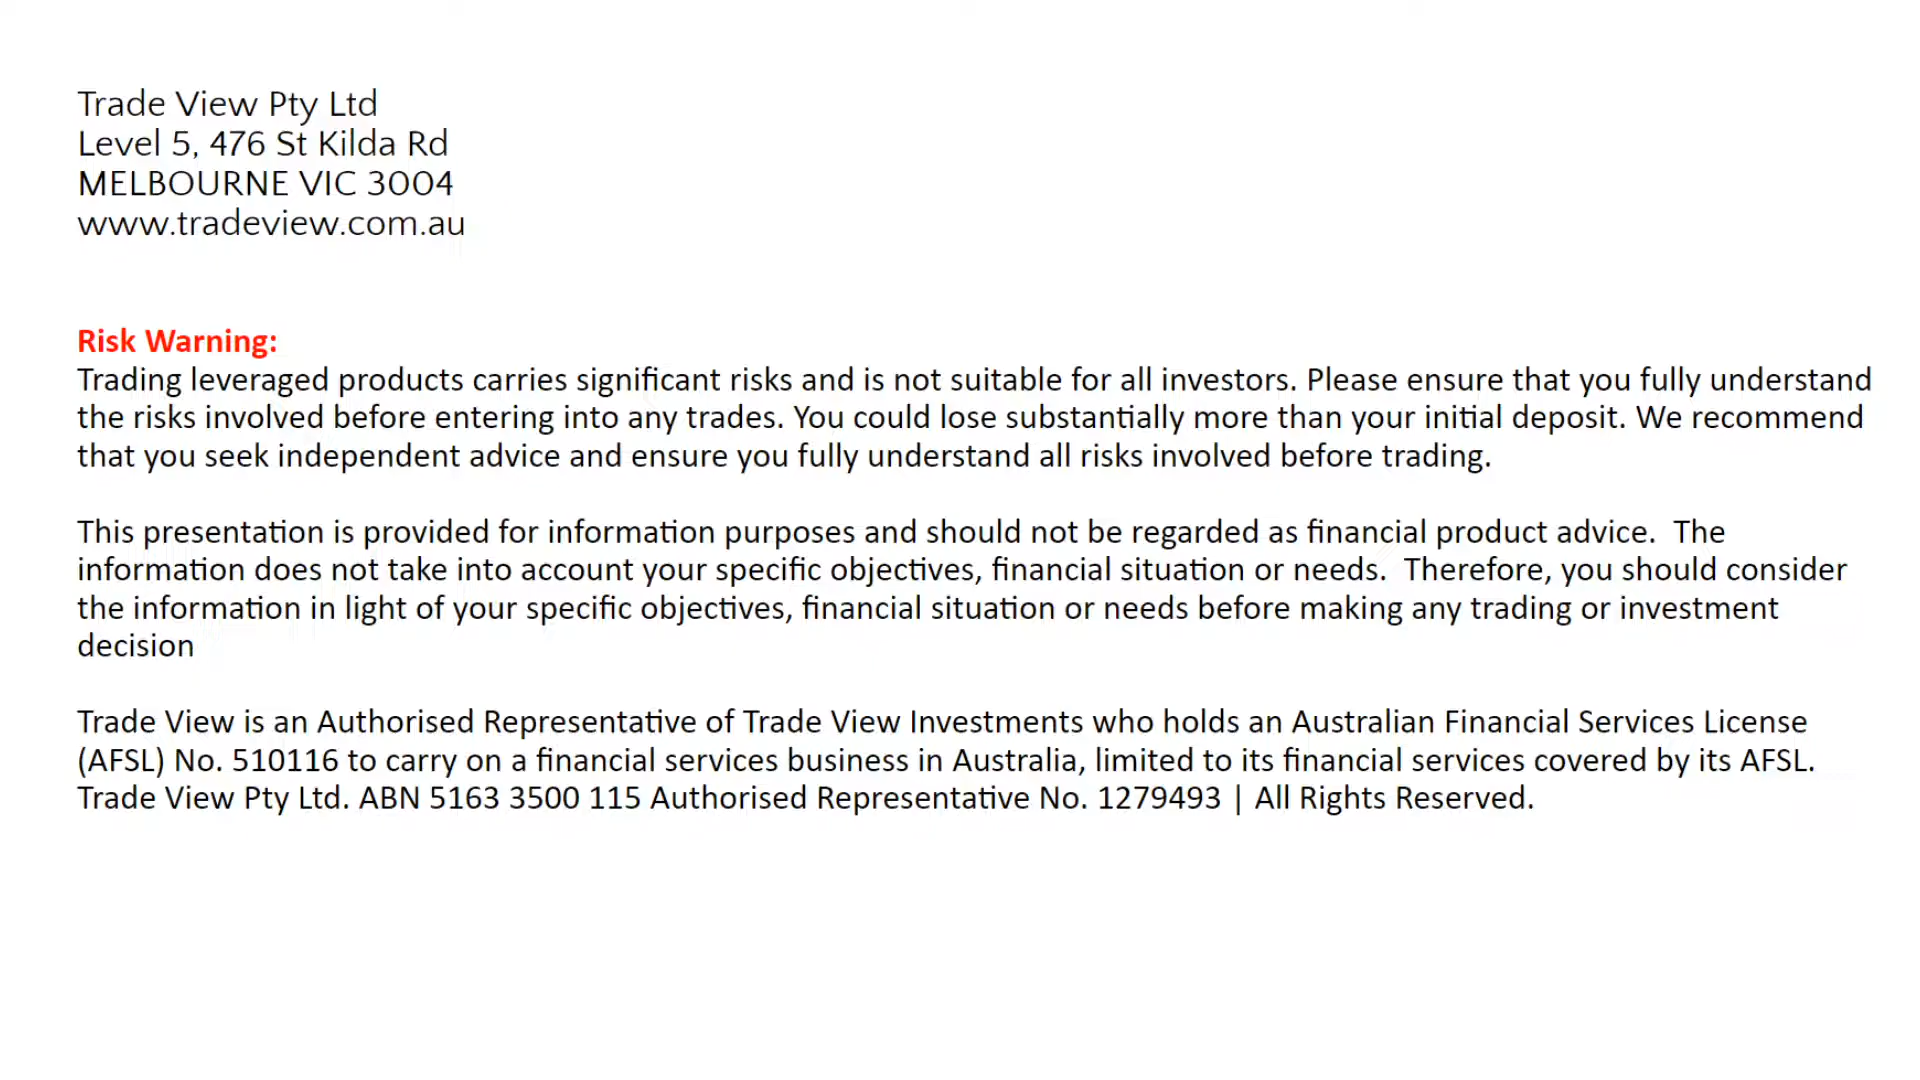 Trade View Pty Ltd
Level 5, 476 St Kilda Rd
MELBOURNE VIC 3004
www.tradeview.com.au
Risk Warning:
Trading leveraged products carries significant risks and is not suitable for all investors. Please ensure that you fully understand
the risks involved before entering into any trades. You could lose substantially more than your initial deposit. We recommend
that you seek independent advice and ensure you fully understand all risks involved before trading.
This presentation is provided for information purposes and should not be regarded as financial product advice.  The
information does not take into account your specific objectives, financial situation or needs.  Therefore, you should consider
the information in light of your specific objectives, financial situation or needs before making any trading or investment
decision
Trade View is an Authorised Representative of Trade View Investments who holds an Australian Financial Services License
(AFSL) No. 510116 to carry on a financial services business in Australia, limited to its financial services covered by its AFSL.
Trade View Pty Ltd. ABN 5163 3500 115 Authorised Representative No. 1279493 | All Rights Reserved.